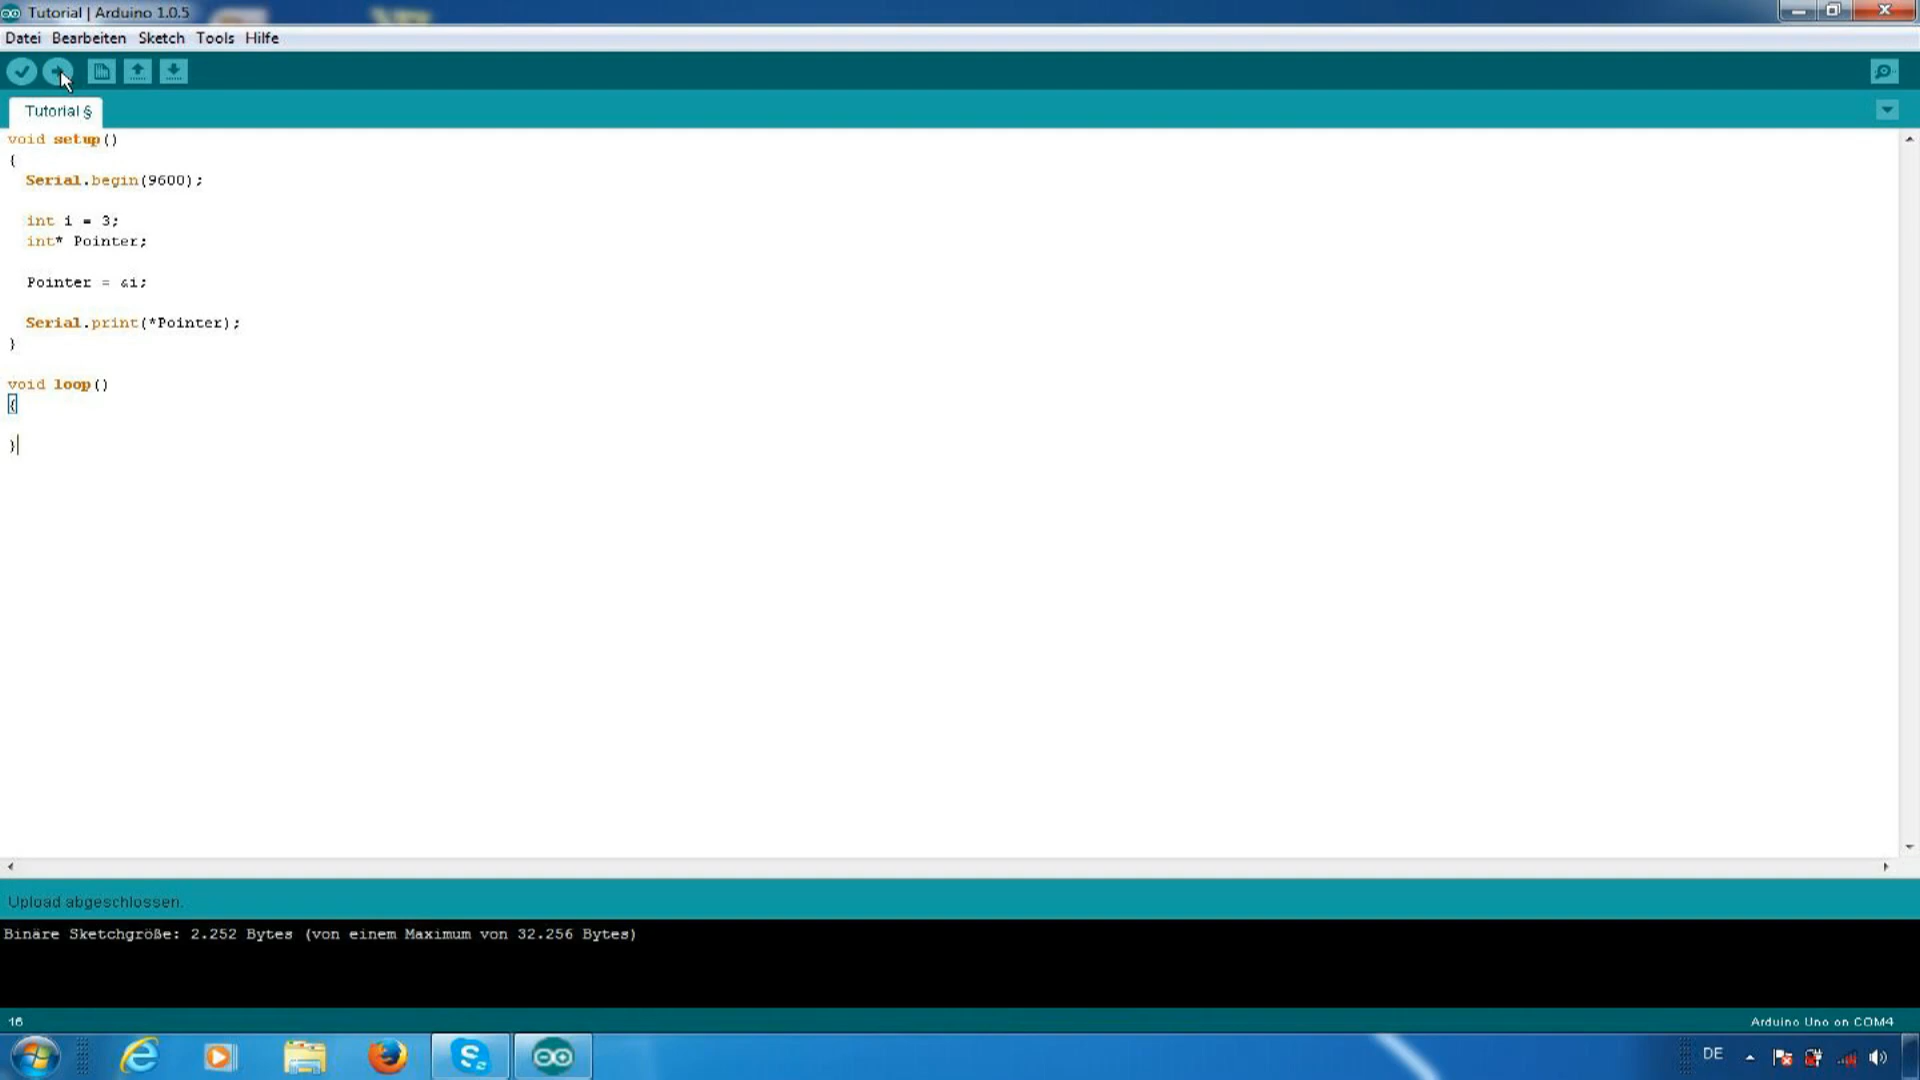 Tutorial | Arduino 1.0.5
Datei Bearbeiten Sketch Tools Hilfe
Tutorial §
void setup()
{
Serial.begin(9600);
int i = 3;
int* Pointer;
Pointer = &i;
Serial.print(*Pointer);
}
void loop()
{
}
Upload abgeschlossen.
Binäre Sketchgröße: 2.252 Bytes (von einem Maximum von 32.256 Bytes)
16
Arduino Uno on COM4
DE